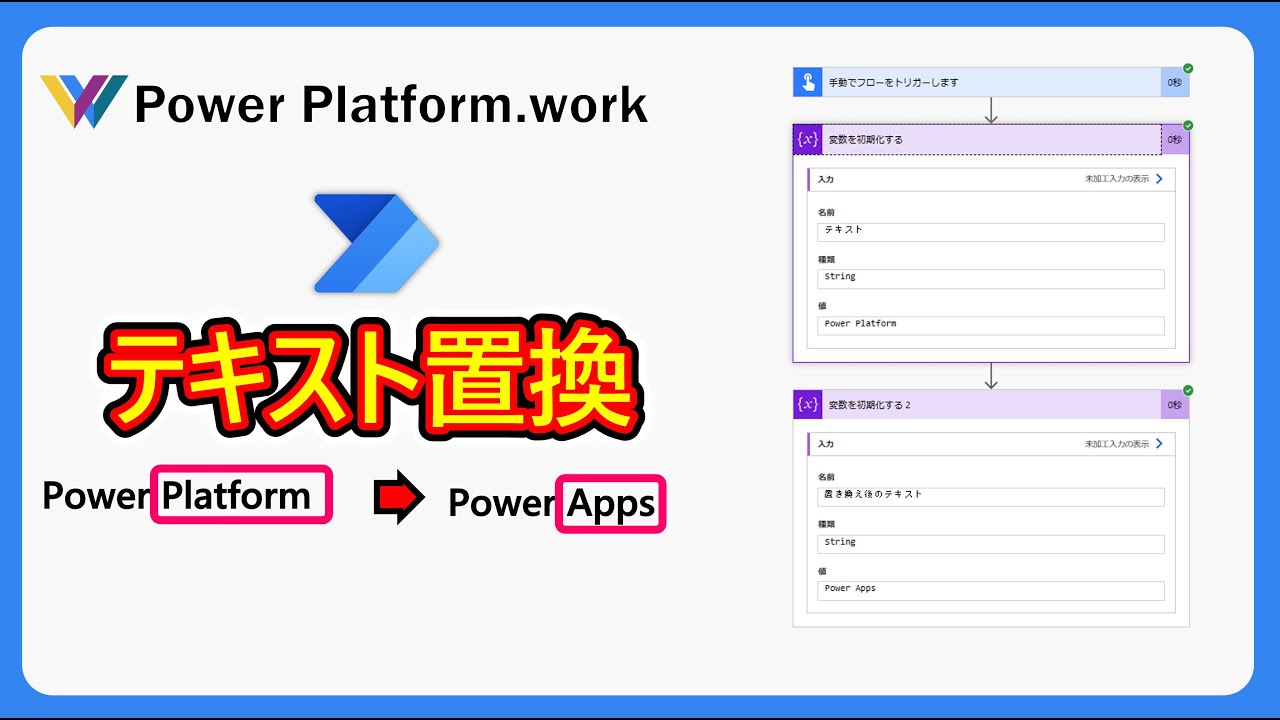 Power Platform.work
テキスト置換
Power Platform
Power Apps
手動でフローをトリガーします
0秒
{x}
変数を初期化する
0秒
入力
未加工入力の表示
名前
テキスト
種類
String
値
Power Platform
{x}
変数を初期化する 2
0秒
入力
未加工入力の表示
名前
置き換え後のテキスト
種類
String
値
Power Apps